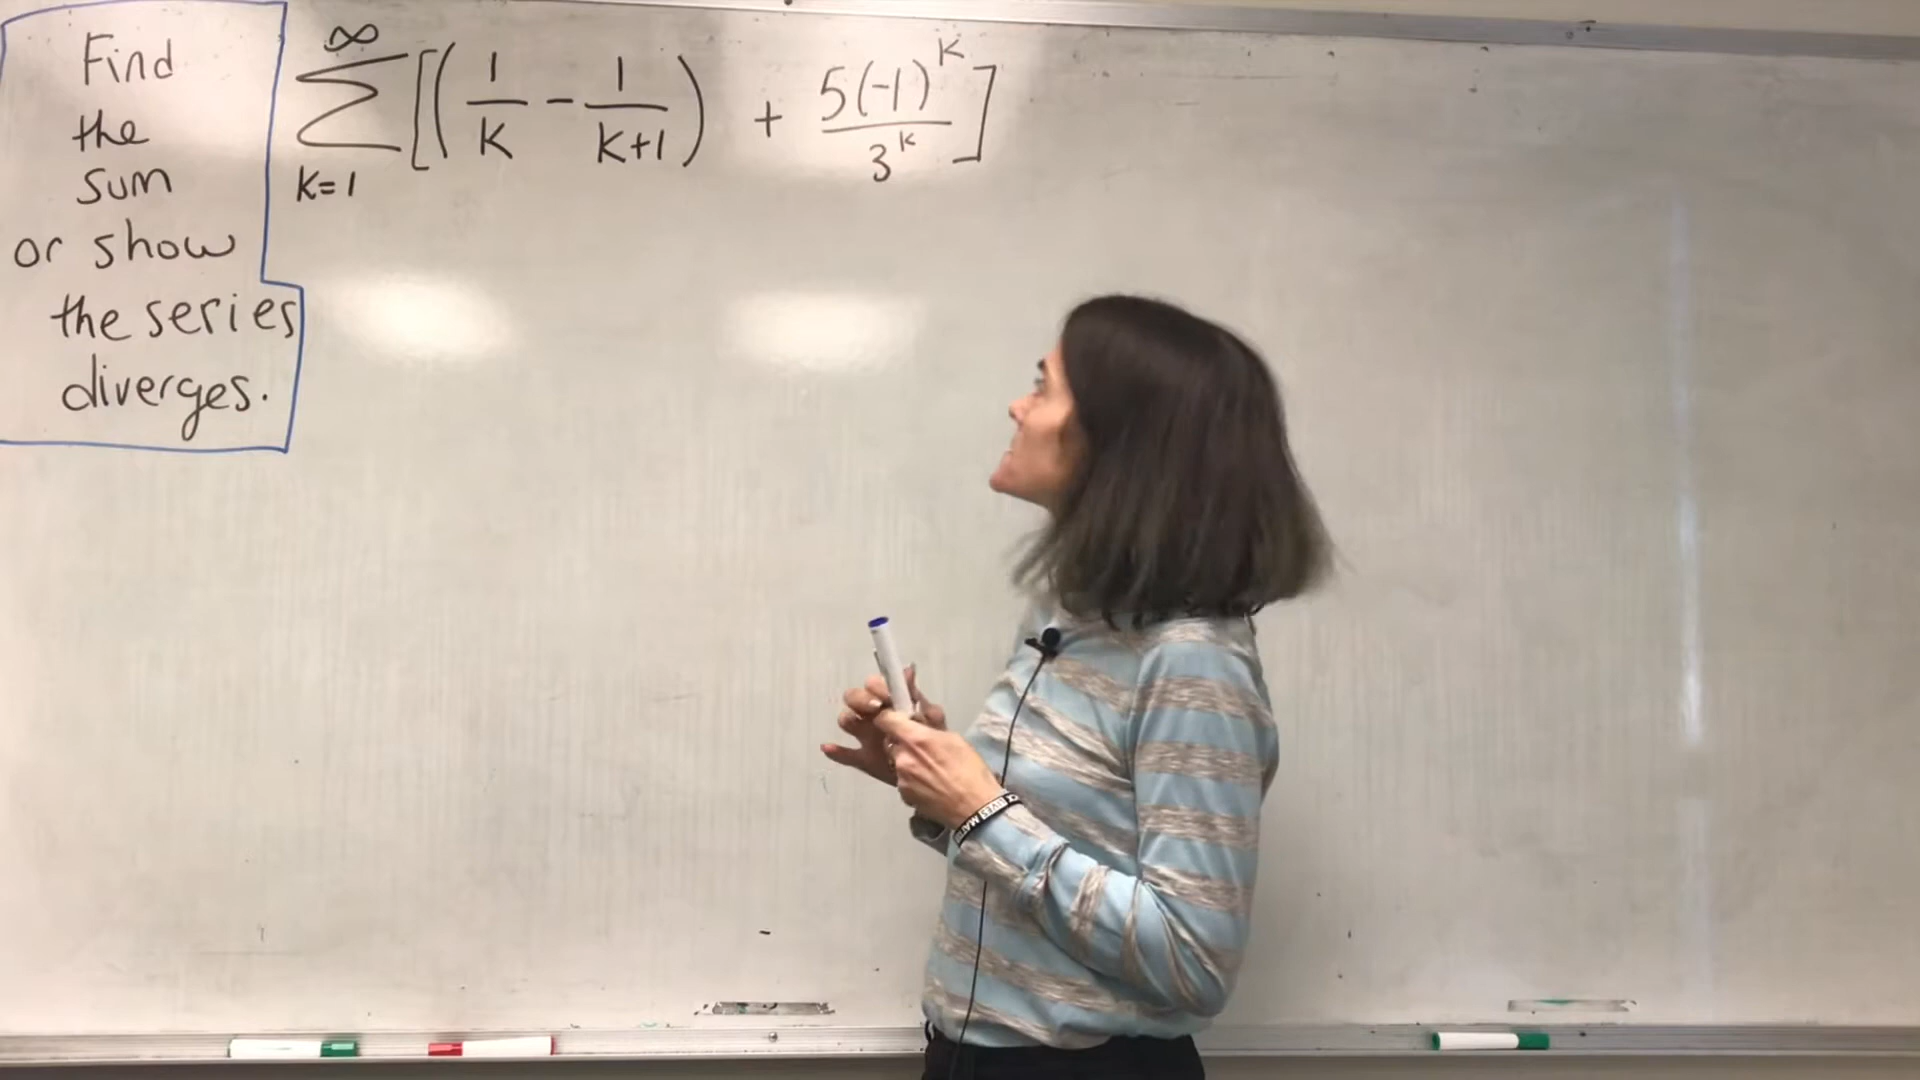 Find
the
sum
or show
the series
diverges.
∞
∑ [(1/k - 1/(k+1)) + 5(-1)^k/3^k]
k=1